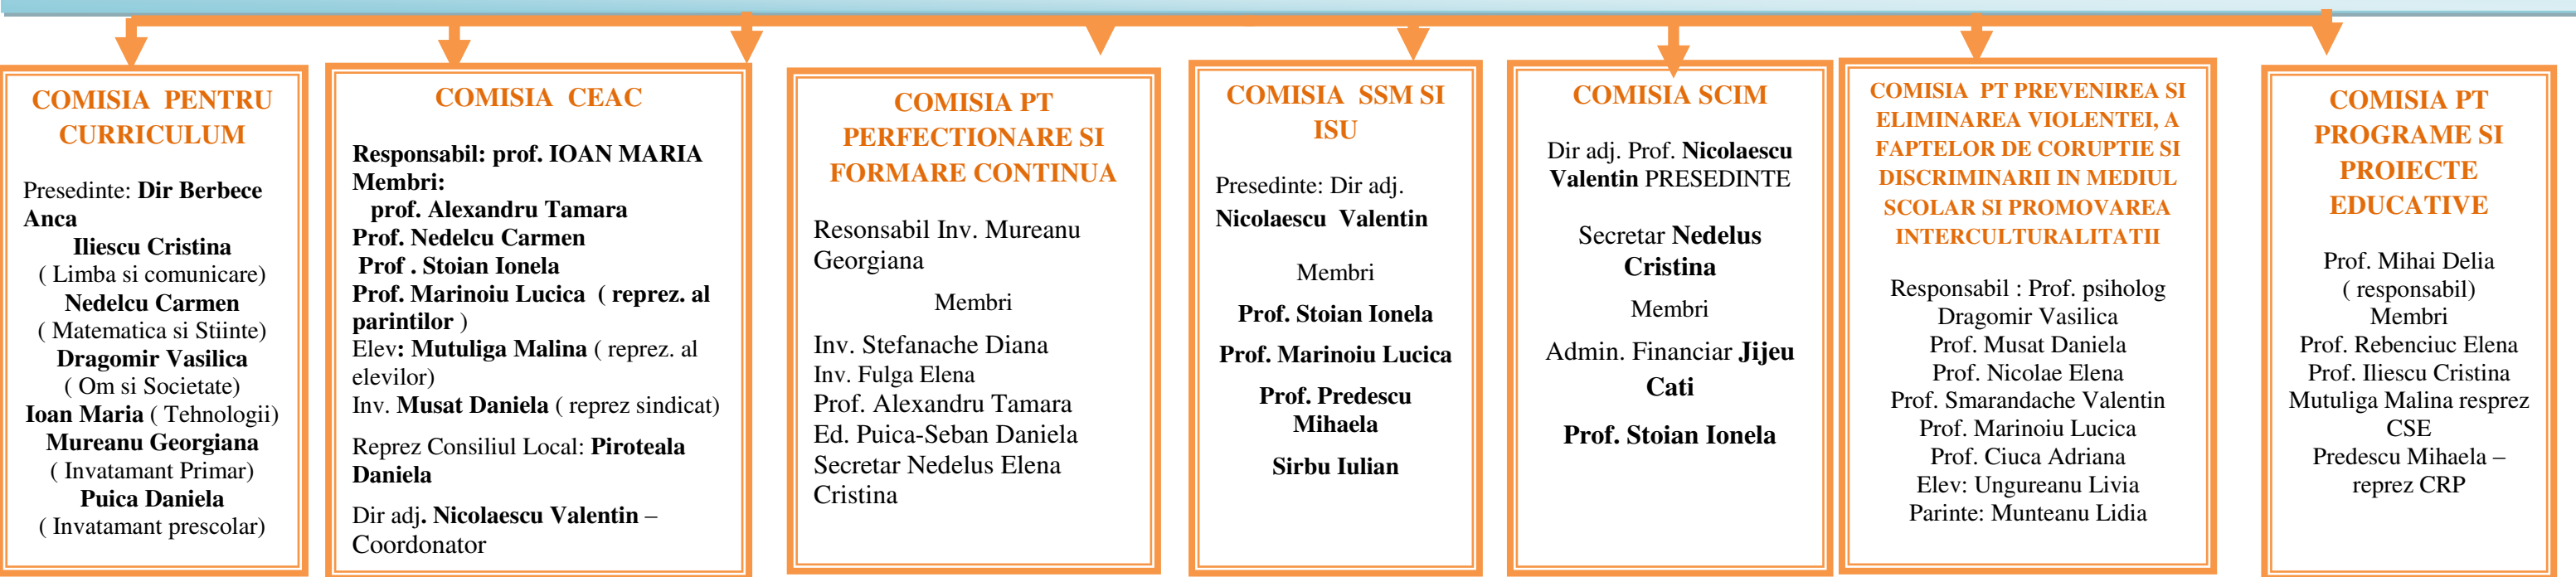 COMISIA PENTRU
CURRICULUM
Presedinte: Dir Berbece
Anca
Iliescu Cristina
( Limba si comunicare)
Nedelcu Carmen
( Matematica si Stiinte)
Dragomir Vasilica
( Om si Societate)
Ioan Maria ( Tehnologii)
Mureanu Georgiana
( Invatamant Primar)
Puica Daniela
( Invatamant prescolar)
COMISIA CEAC
Responsabil: prof. IOAN MARIA
Membri:
prof. Alexandru Tamara
Prof. Nedelcu Carmen
Prof . Stoian Ionela
Prof. Marinoiu Lucica ( reprez. al
parintilor )
Elev: Mutuliga Malina ( reprez. al
elevilor)
Inv. Musat Daniela ( reprez sindicat)
Reprez Consiliul Local: Piroteala
Daniela
Dir adj. Nicolaescu Valentin –
Coordonator
COMISIA PT
PERFECTIONARE SI
FORMARE CONTINUA
Resonsabil Inv. Mureanu
Georgiana
Membri
Inv. Stefanache Diana
Inv. Fulga Elena
Prof. Alexandru Tamara
Ed. Puica-Seban Daniela
Secretar Nedelus Elena
Cristina
COMISIA SSM SI
ISU
Presedinte: Dir adj.
Nicolaescu Valentin
Membri
Prof. Stoian Ionela
Prof. Marinoiu Lucica
Prof. Predescu
Mihaela
Sirbu Iulian
COMISIA SCIM
Dir adj. Prof. Nicolaescu
Valentin PRESEDINTE
Secretar Nedelus
Cristina
Membri
Admin. Financiar Jijeu
Cati
Prof. Stoian Ionela
COMISIA PT PREVENIREA SI
ELIMINAREA VIOLENTEI, A
FAPTELOR DE CORUPTIE SI
DISCRIMINARII IN MEDIUL
SCOLAR SI PROMOVAREA
INTERCULTURALITATII
Responsabil : Prof. psiholog
Dragomir Vasilica
Prof. Musat Daniela
Prof. Nicolae Elena
Prof. Smarandache Valentin
Prof. Marinoiu Lucica
Prof. Ciuca Adriana
Elev: Ungureanu Livia
Parinte: Munteanu Lidia
COMISIA PT
PROGRAME SI
PROIECTE
EDUCATIVE
Prof. Mihai Delia
( responsabil)
Membri
Prof. Rebenciuc Elena
Prof. Iliescu Cristina
Mutuliga Malina resprez
CSE
Predescu Mihaela –
reprez CRP